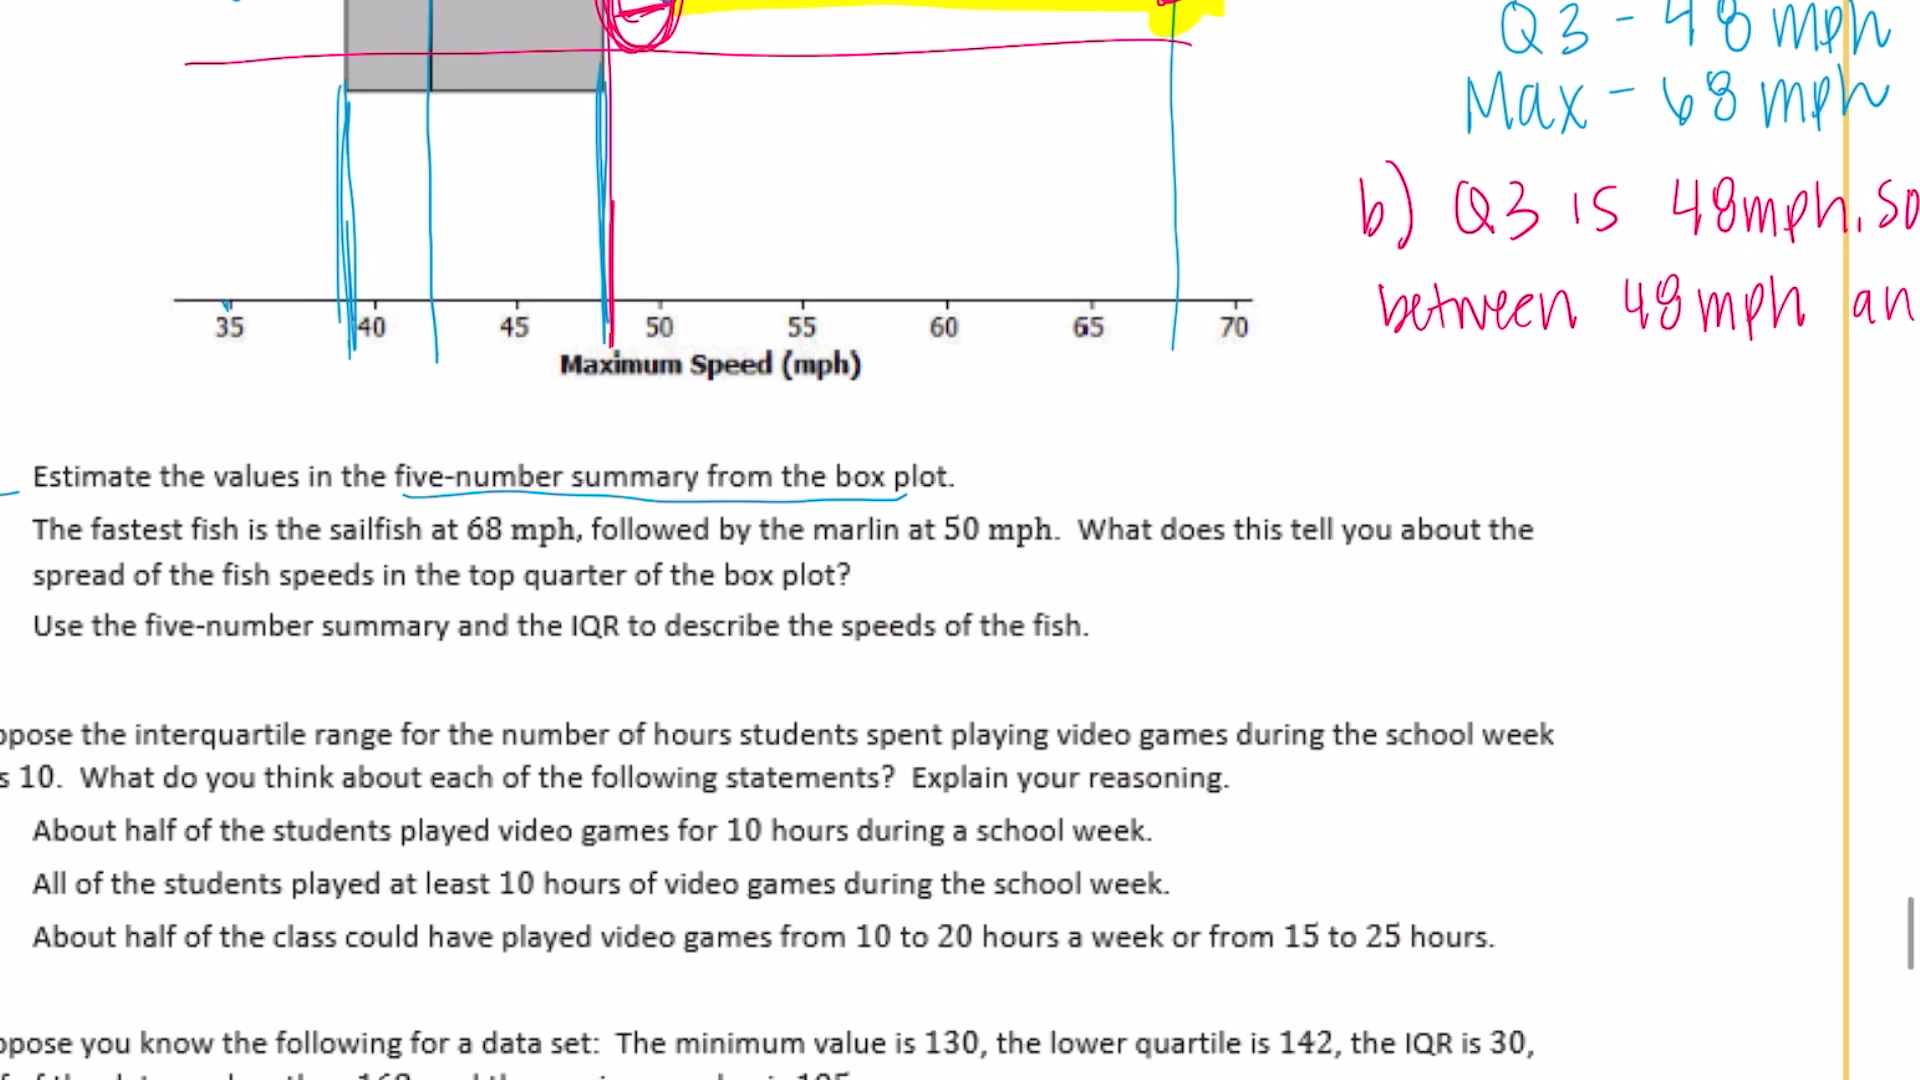 Q3 - 48 mph
Max - 68 mph
b) Q3 is 48mph, so
between 48 mph an
35 40 45 50 55 60 65 70
Maximum Speed (mph)
Estimate the values in the five-number summary from the box plot.
The fastest fish is the sailfish at 68 mph, followed by the marlin at 50 mph. What does this tell you about the
spread of the fish speeds in the top quarter of the box plot?
Use the five-number summary and the IQR to describe the speeds of the fish.
ppose the interquartile range for the number of hours students spent playing video games during the school week
s 10. What do you think about each of the following statements? Explain your reasoning.
About half of the students played video games for 10 hours during a school week.
All of the students played at least 10 hours of video games during the school week.
About half of the class could have played video games from 10 to 20 hours a week or from 15 to 25 hours.
ppose you know the following for a data set: The minimum value is 130, the lower quartile is 142, the IQR is 30,